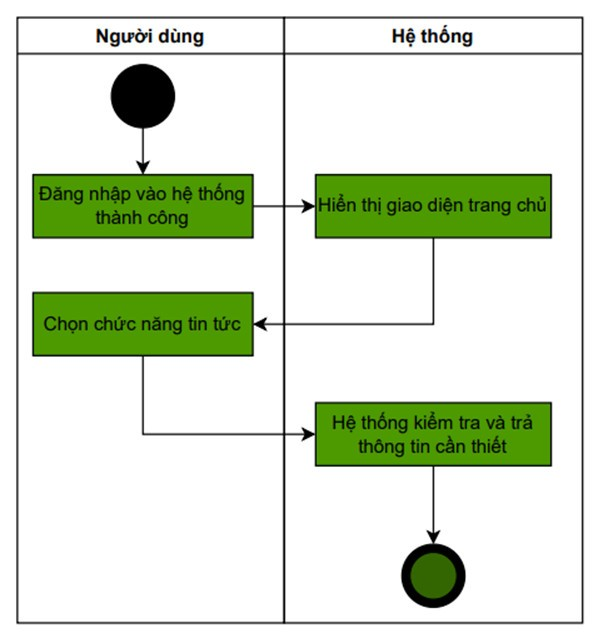 Người dùng
Hệ thống
Đăng nhập vào hệ thống
thành công
Hiển thị giao diện trang chủ
Chọn chức năng tin tức
Hệ thống kiểm tra và trả
thông tin cần thiết